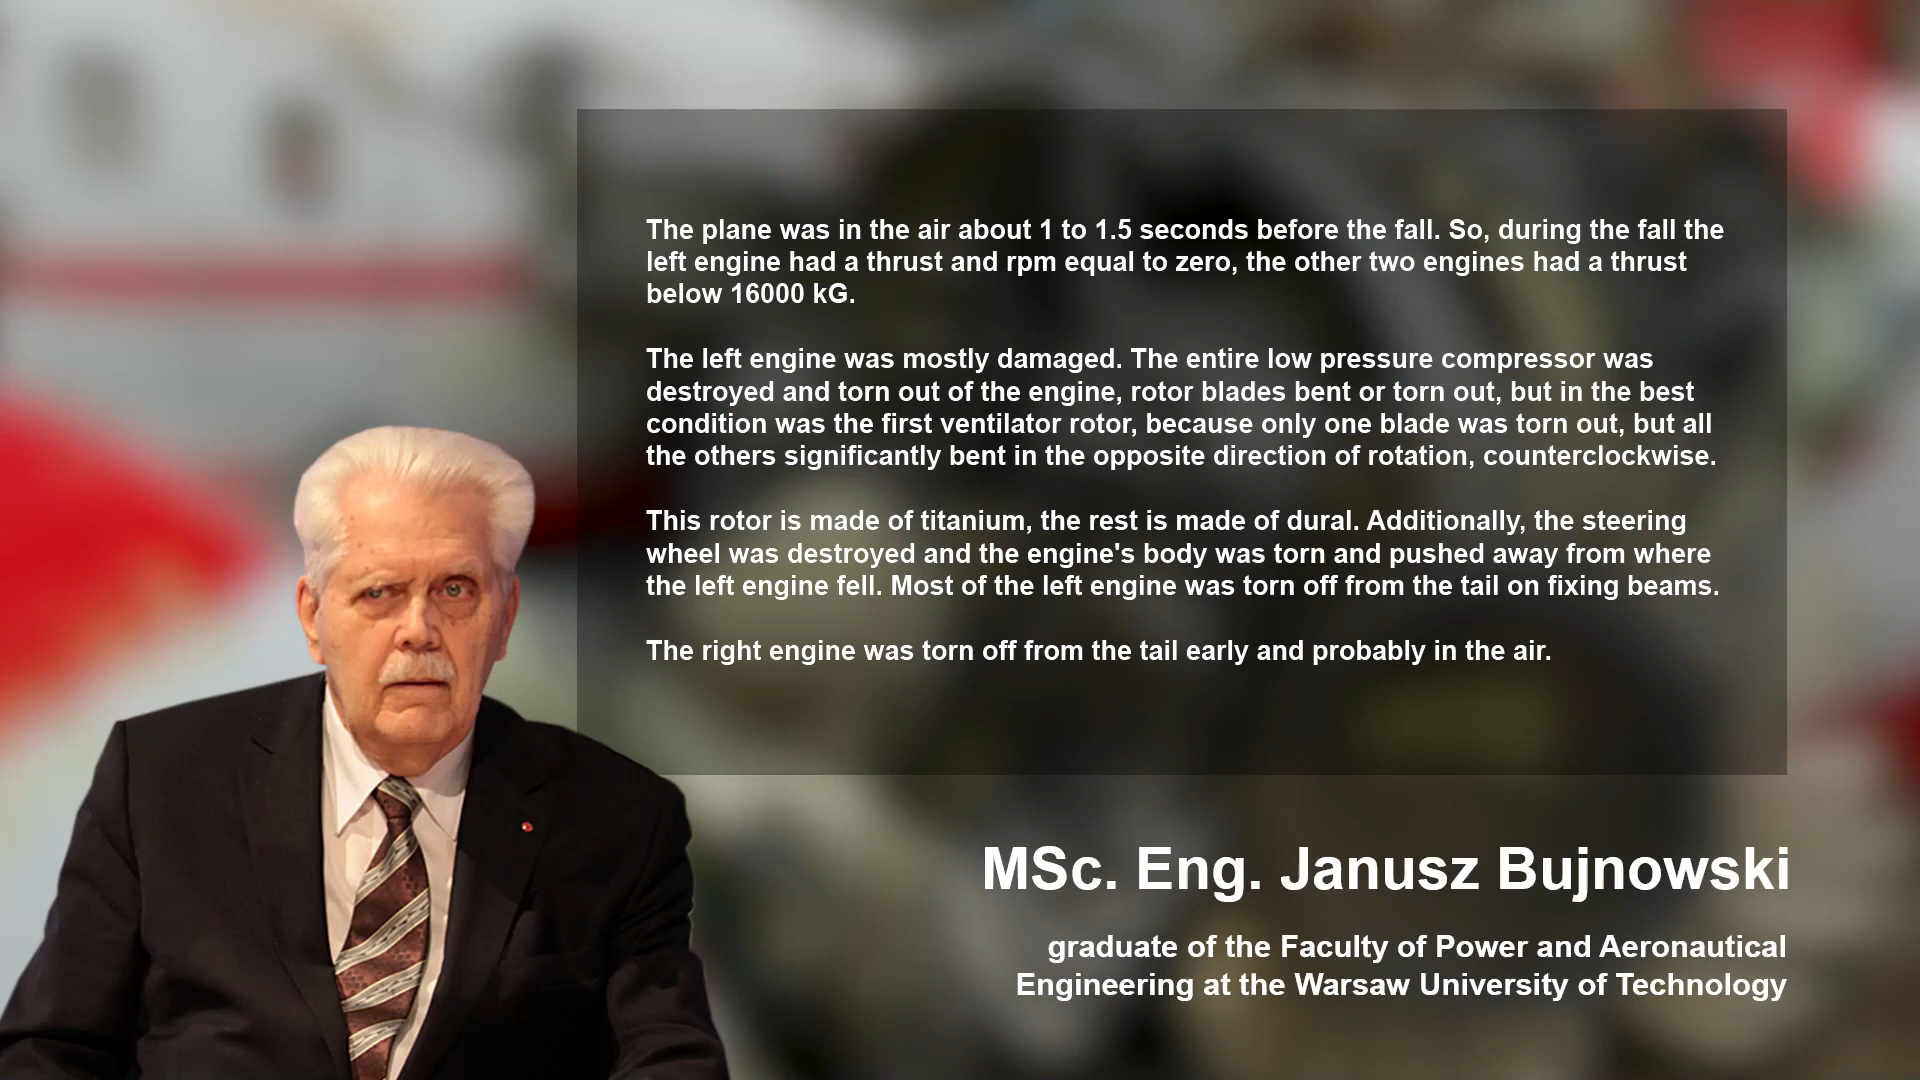 The plane was in the air about 1 to 1.5 seconds before the fall. So, during the fall the
left engine had a thrust and rpm equal to zero, the other two engines had a thrust
below 16000 kG.
The left engine was mostly damaged. The entire low pressure compressor was
destroyed and torn out of the engine, rotor blades bent or torn out, but in the best
condition was the first ventilator rotor, because only one blade was torn out, but all
the others significantly bent in the opposite direction of rotation, counterclockwise.
This rotor is made of titanium, the rest is made of dural. Additionally, the steering
wheel was destroyed and the engine's body was torn and pushed away from where
the left engine fell. Most of the left engine was torn off from the tail on fixing beams.
The right engine was torn off from the tail early and probably in the air.
MSc. Eng. Janusz Bujnowski
graduate of the Faculty of Power and Aeronautical
Engineering at the Warsaw University of Technology